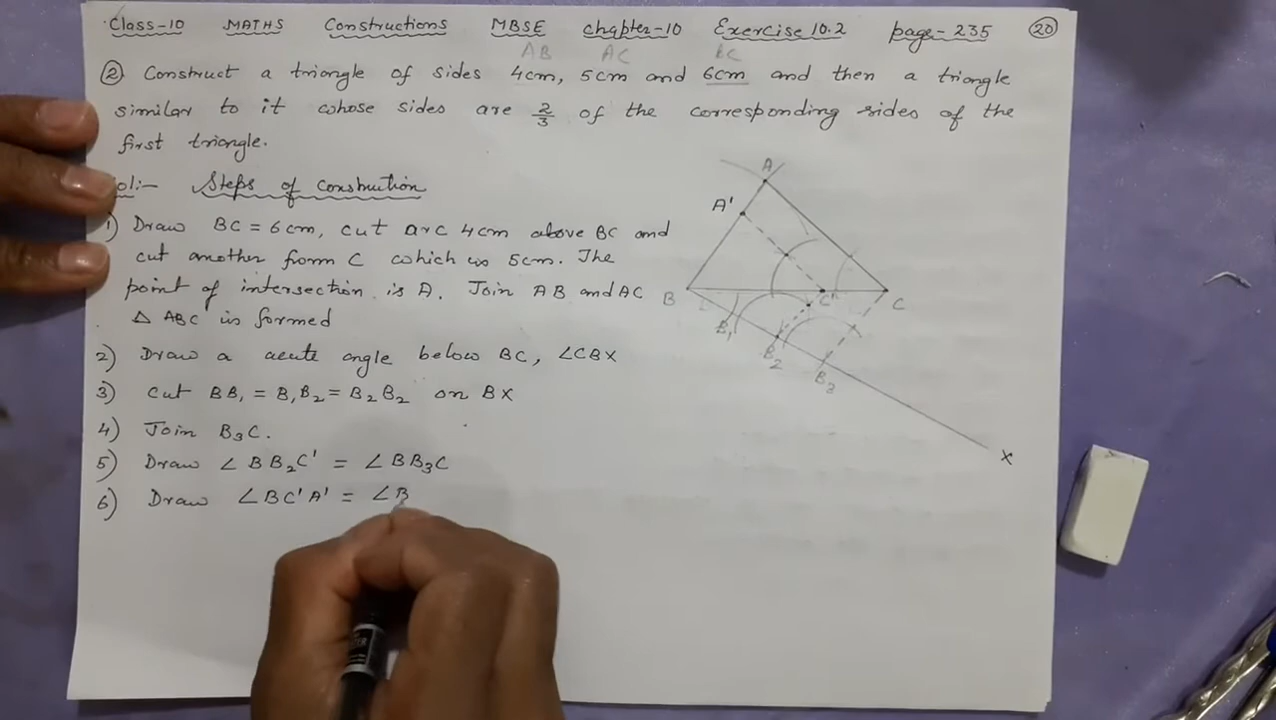 Class-10 MATHS Constructions MBSE chapter-10 Exercise 10.2 page-235 20
AB AC BC
② Construct a triangle of sides 4cm, 5cm and 6cm and then a triangle
similar to it whose sides are 2/3 of the corresponding sides of the
first triangle.
ol:- Steps of Construction
1) Draw BC = 6cm, cut arc 4cm above BC and
cut another from C which is 5cm. The
point of intersection is A. Join AB and AC
△ ABC is formed
2) Draw a acute angle below BC, ∠CBX
3) Cut BB₁ = B₁B₂ = B₂B₂ on BX
4) Join B₃C.
5) Draw ∠BB₂C' = ∠BB₃C
6) Draw ∠BC'A' = ∠B
A
A'
B
C'
C
B₁
B₂
B₃
X